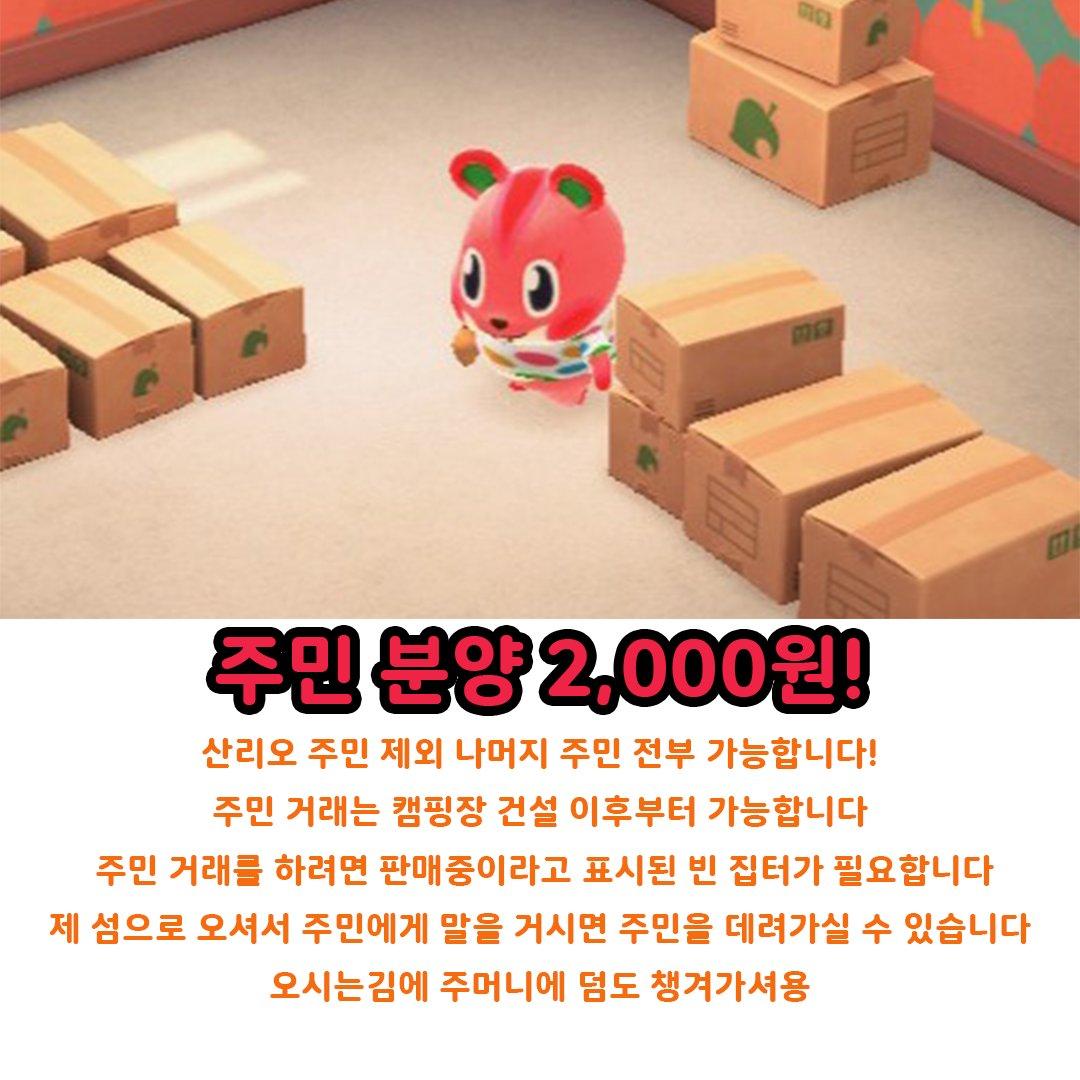 주민 분양 2,000원!
산리오 주민 제외 나머지 주민 전부 가능합니다!
주민 거래는 캠핑장 건설 이후부터 가능합니다
주민 거래를 하려면 판매중이라고 표시된 빈 집터가 필요합니다
제 섬으로 오셔서 주민에게 말을 거시면 주민을 데려가실 수 있습니다
오시는김에 주머니에 덤도 챙겨가셔용